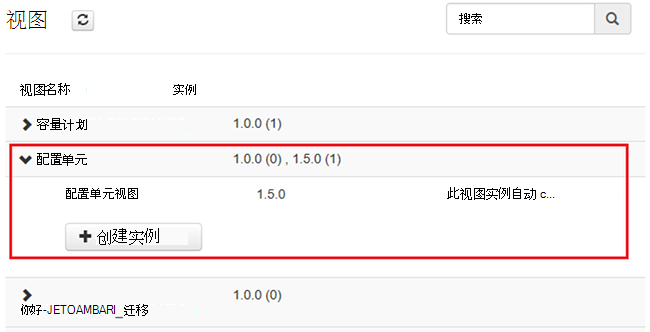 视图
搜索
视图名称 实例
容量计划 1.0.0 (1)
配置单元 1.0.0 (0) , 1.5.0 (1)
配置单元视图 1.5.0 此视图实例自动 c...
创建实例
1.0.0 (0)
你好-JETOAMBARI_迁移